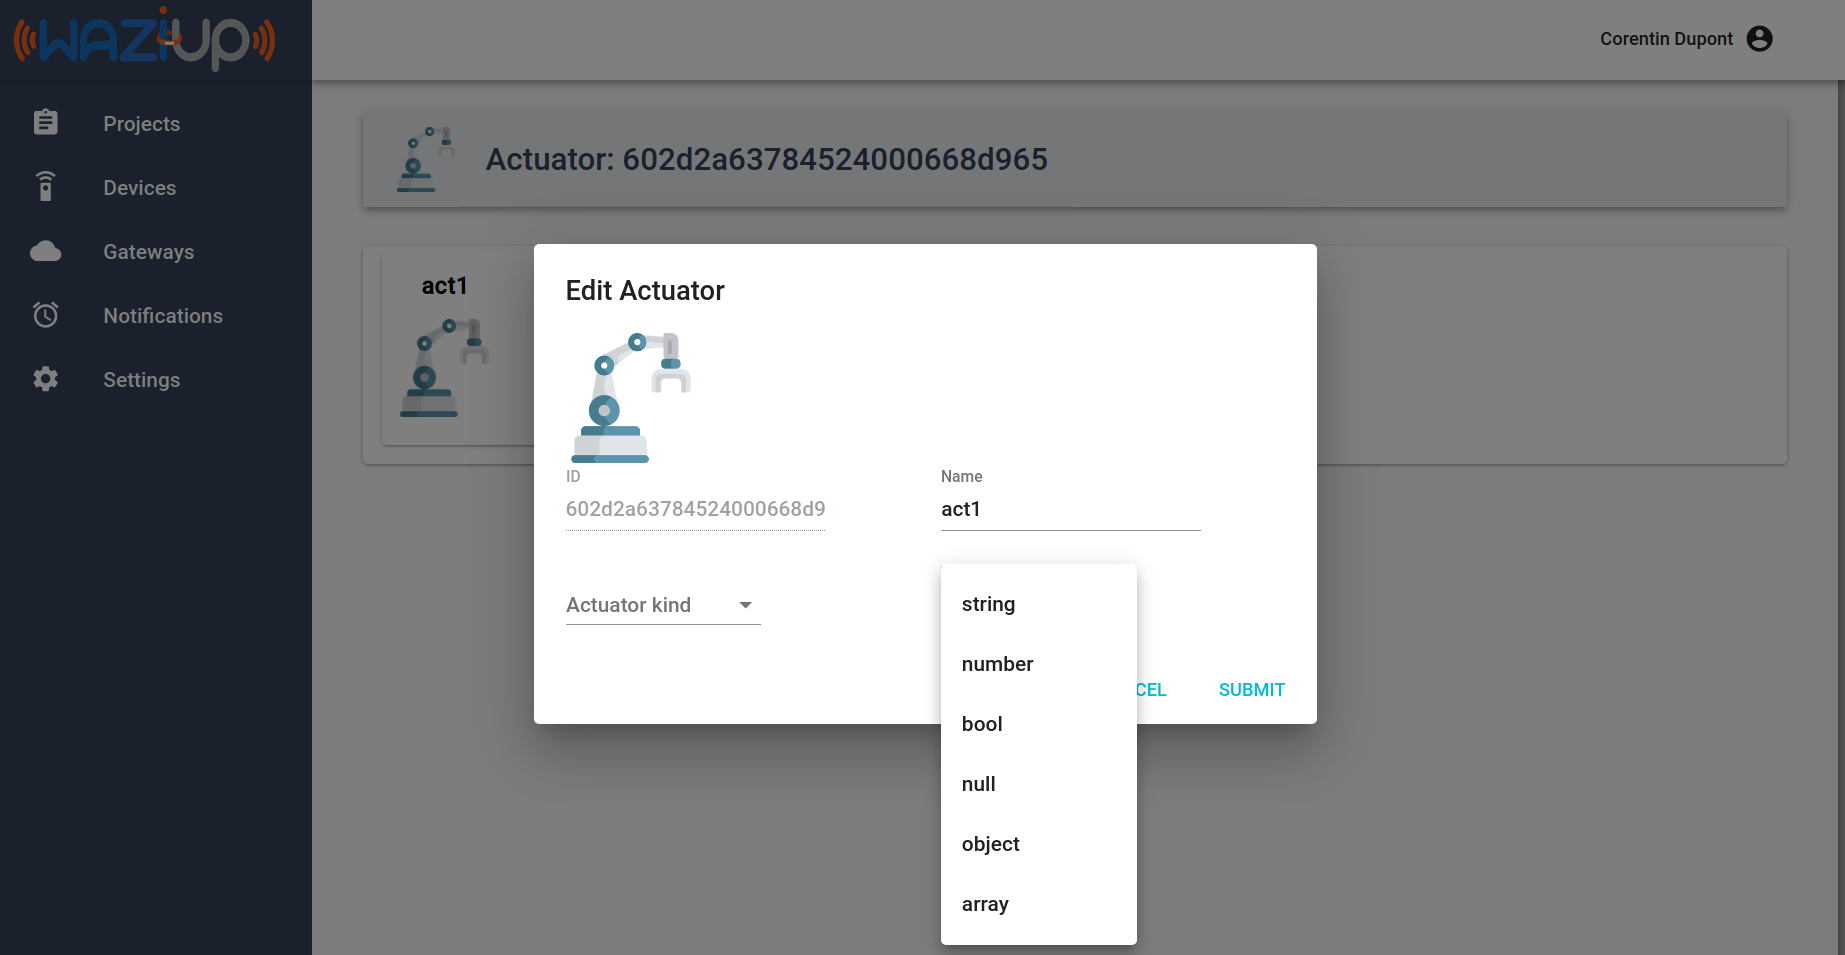 WAZIUP
Corentin Dupont
Projects
Devices
Gateways
Notifications
Settings
Actuator: 602d2a63784524000668d965
act1
Edit Actuator
ID
602d2a63784524000668d9
Name
act1
Actuator kind
string
number
bool
null
object
array
CEL
SUBMIT